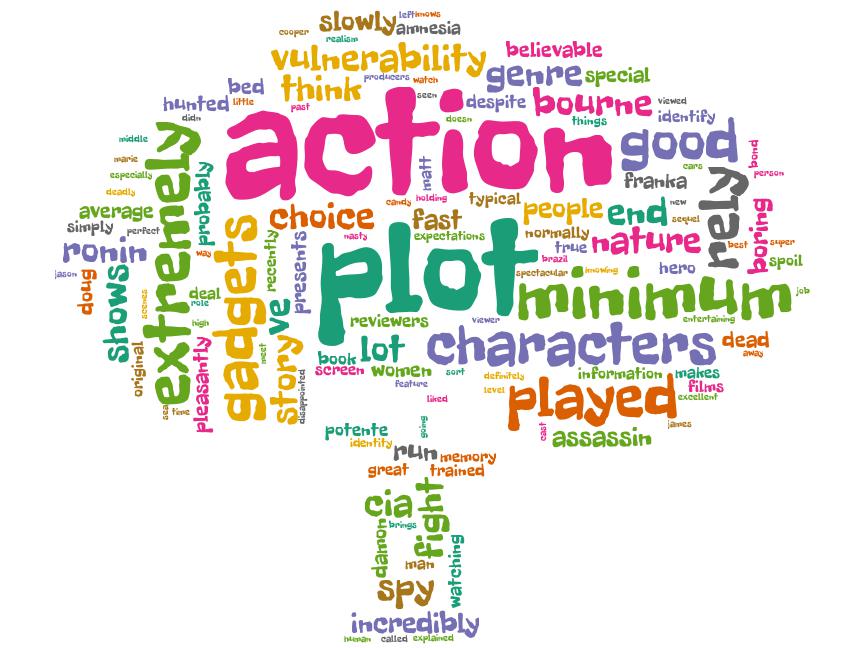 left knows
slowly
cooper
amnesia
realism
vulnerability
believable
genre
special
think
producers
watch
bed
hunted
little
past
seen
despite
bourne
viewed
action
doesn
things
identify
didn
good
middle
extremely
matt
cars
bond
marie
franka
person
especially
probably
rely
deadly
holding
candy
typical
new
average
choice
fast
people
end
sequel
simply
perfect
gadgets
normally
boring
recently
presents
nasty
expectations
true
nature
best
super
ronin
way
plot
brazil
spoil
jason
doug
shows
spectacular
knowing
hero
deal
role
scenes
ve
minimum
job
high
reviewers
viewer
entertaining
characters
dead
original
pleasantly
meet
story
book
lot
away
screen
women
sort
definitely
information
makes
disappointed
feature
level
played
films
excellent
sea
time
liked
potente
going
cast
james
identity
assassin
run
memory
great
trained
cia
fight
brings
damon
man
watching
spy
incredibly
human
called
explained